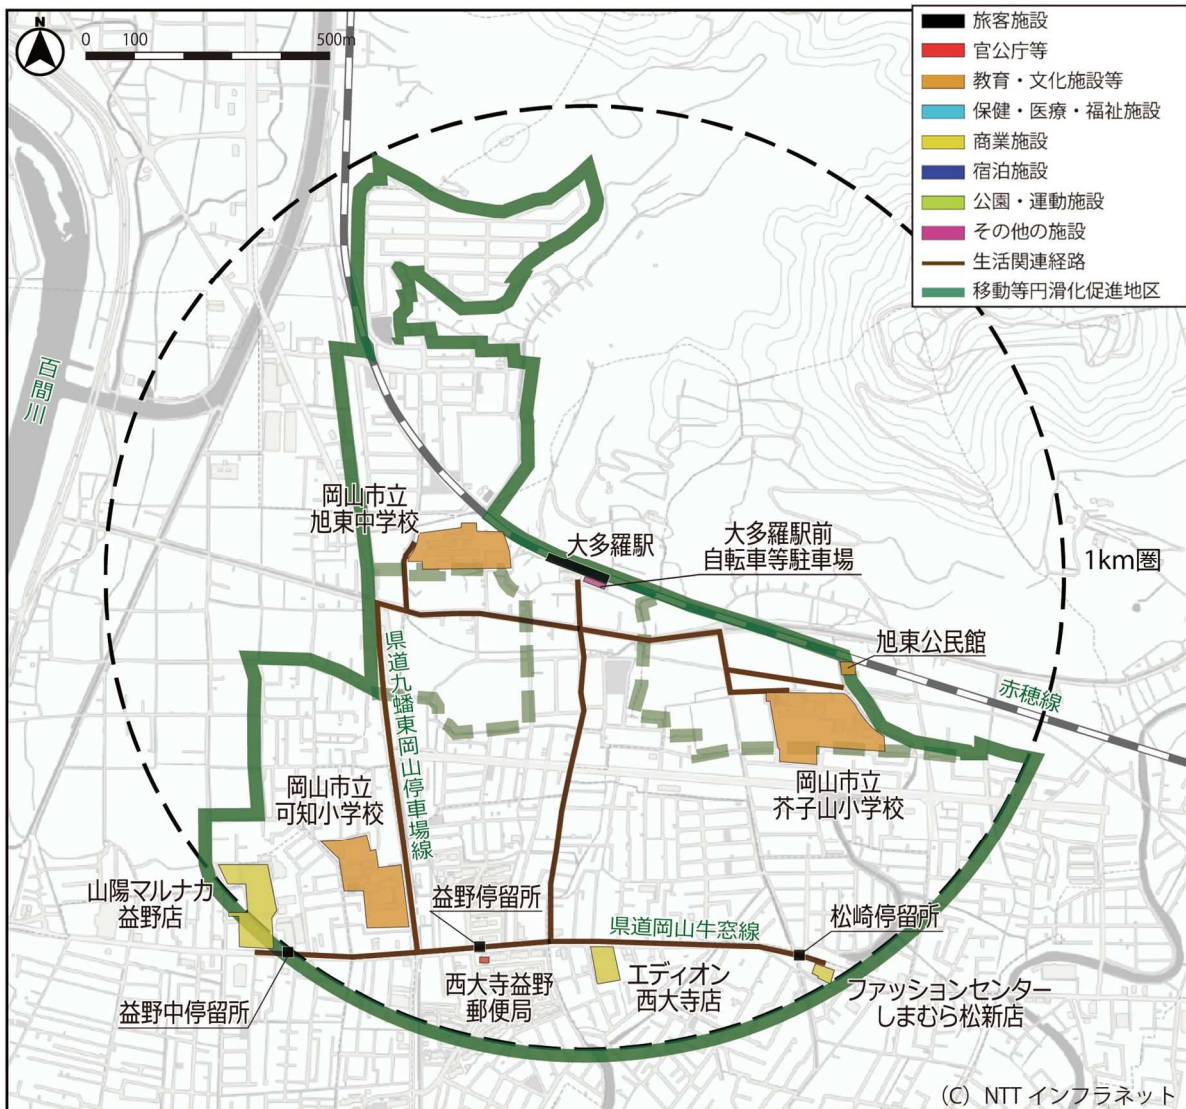 N
0 100 500m
旅客施設
官公庁等
教育・文化施設等
保健・医療・福祉施設
商業施設
宿泊施設
公園・運動施設
その他の施設
生活関連経路
移動等円滑化促進地区
百間川
岡山市立
旭東中学校
大多羅駅
大多羅駅前
自転車等駐車場
1km圏
旭東公民館
赤穂線
県道九蟠東岡山停車場線
岡山市立
可知小学校
岡山市立
芥子山小学校
山陽マルナカ
益野店
益野停留所
県道岡山牛窓線
松崎停留所
益野中停留所
西大寺益野
郵便局
エディオン
西大寺店
ファッションセンター
しまむら松新店
(C) NTT インフラネット